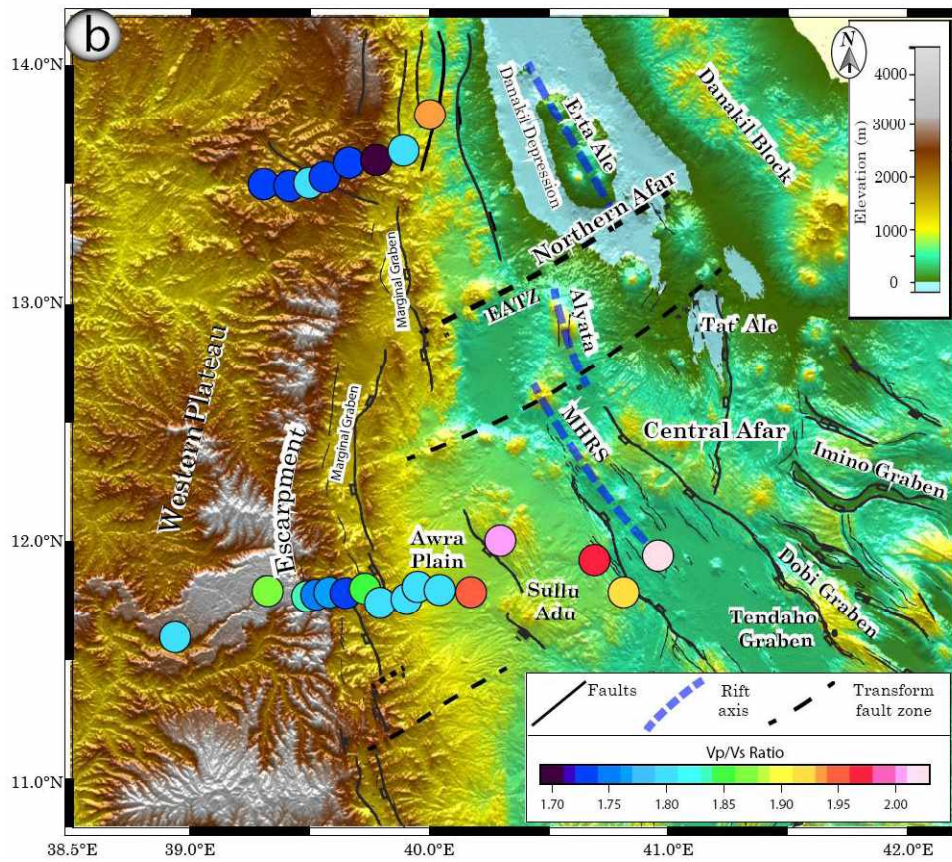 b
14.0°N
13.0°N
12.0°N
11.0°N
38.5°E
39.0°E
39.5°E
40.0°E
40.5°E
41.0°E
41.5°E
42.0°E
N
Elevation (m)
4000
3000
2000
1000
0
Danakil Depression
Erta Ale
Danakil Block
Northern Afar
Marginal Graben
EATZ
Alyata
Tat Ale
Western Plateau
Escarpment
Marginal Graben
MHRS
Central Afar
Imino Graben
Awra
Plain
Sullu
Adu
Dobi Graben
Tendaho
Graben
Faults
Rift
axis
Transform
fault zone
Vp/Vs Ratio
1.70
1.75
1.80
1.85
1.90
1.95
2.00